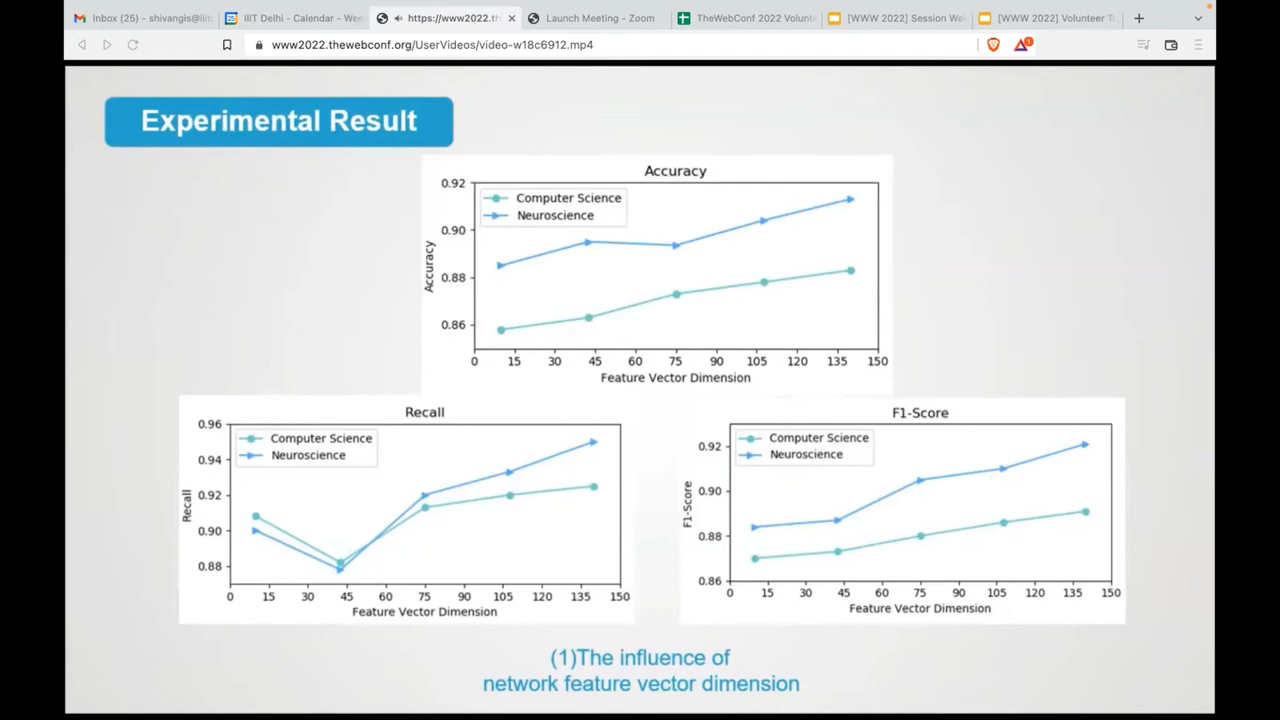 Inbox (25) - shivangis@iiit
IIIT Delhi - Calendar - Wee
https://www2022.th
Launch Meeting - Zoom
TheWebConf 2022 Volunt
[WWW 2022] Session Wei
[WWW 2022] Volunteer T
www2022.thewebconf.org/UserVideos/video-w18c6912.mp4
1
Experimental Result
Accuracy
Computer Science
Neuroscience
0.92
0.90
0.88
0.86
Accuracy
0 15 30 45 60 75 90 105 120 135 150
Feature Vector Dimension
Recall
Computer Science
Neuroscience
0.96
0.94
0.92
0.90
0.88
Recall
0 15 30 45 60 75 90 105 120 135 150
Feature Vector Dimension
F1-Score
Computer Science
Neuroscience
0.92
0.90
0.88
0.86
F1-Score
0 15 30 45 60 75 90 105 120 135 150
Feature Vector Dimension
(1)The influence of
network feature vector dimension